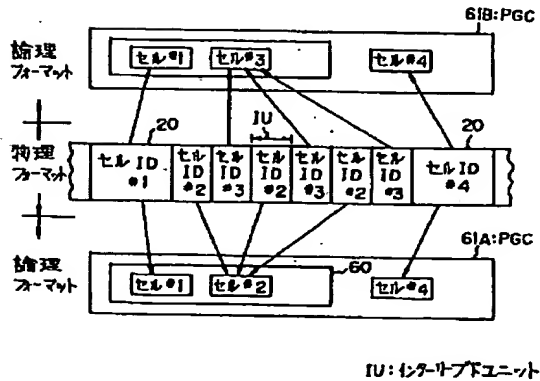 61B:PGC
論理
フォーマット
セル#1
セル#3
セル#4
20
IU
20
物理
フォーマット
セル ID
#1
セル
ID
#2
セル
ID
#3
セル
ID
#2
セル
ID
#3
セル
ID
#2
セル
ID
#3
セル ID
#4
61A:PGC
論理
フォーマット
セル#1
セル#2
60
セル#4
IU:インターリーブドユニット